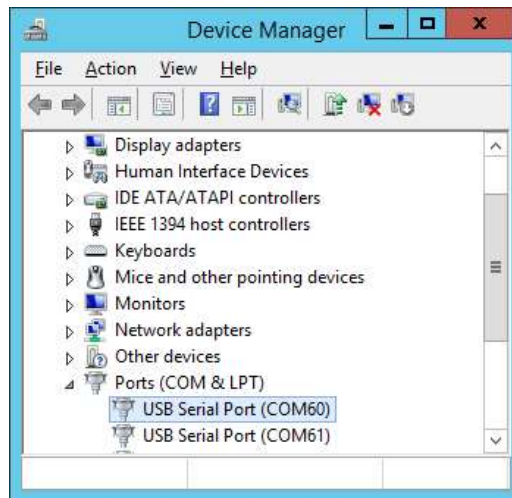 Device Manager
File Action View Help
Display adapters
Human Interface Devices
IDE ATA/ATAPI controllers
IEEE 1394 host controllers
Keyboards
Mice and other pointing devices
Monitors
Network adapters
Other devices
Ports (COM & LPT)
USB Serial Port (COM60)
USB Serial Port (COM61)